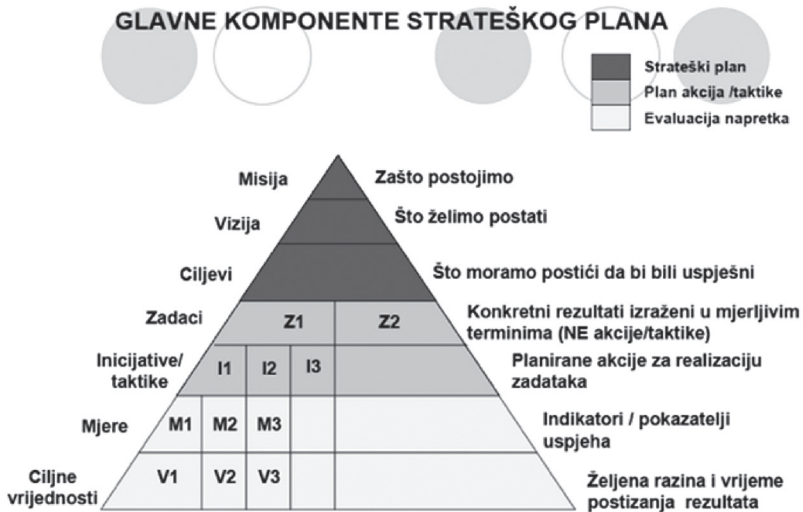 GLAVNE KOMPONENTE STRATEŠKOG PLANA
Strateški plan
Plan akcija /taktike
Evaluacija napretka
Misija
Zašto postojimo
Vizija
Što želimo postati
Ciljevi
Što moramo postići da bi bili uspješni
Zadaci
Z1
Z2
Konkretni rezultati izraženi u mjerljivim
terminima (NE akcije/taktike)
Inicijative/
taktike
I1
I2
I3
Planirane akcije za realizaciju
zadataka
Mjere
M1
M2
M3
Indikatori / pokazatelji
uspjeha
Ciljne
vrijednosti
V1
V2
V3
Željena razina i vrijeme
postizanja rezultata